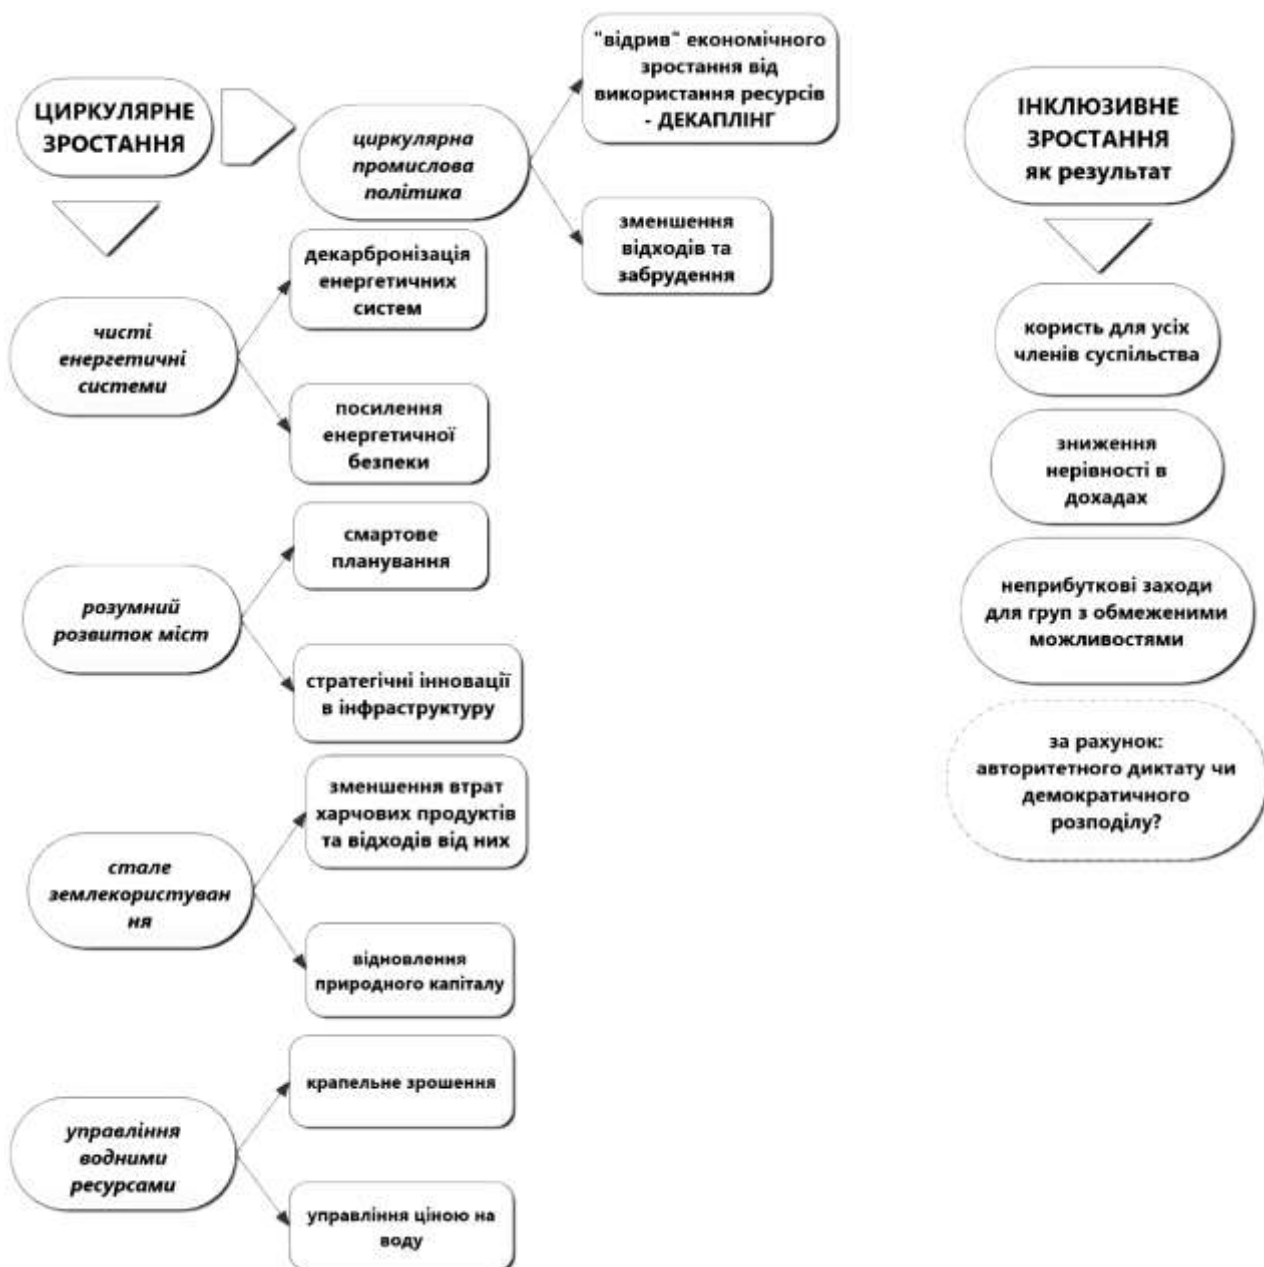 ЦИРКУЛЯРНЕ
ЗРОСТАННЯ
циркулярна
промислова
політика
"відрив" економічного
зростання від
використання ресурсів
- ДЕКАПЛІНГ
зменшення
відходів та
забрудення
чисті
енергетичні
системи
декарбронізація
енергетичних
систем
посилення
енергетичної
безпеки
розумний
розвиток міст
смартове
планування
стратегічні інновації
в інфраструктуру
стале
землекористуван
ня
зменшення втрат
харчових продуктів
та відходів від них
відновлення
природного капіталу
управління
водними
ресурсами
крапельне зрошення
управління ціною на
воду
ІНКЛЮЗИВНЕ
ЗРОСТАННЯ
як результат
користь для усіх
членів суспільства
зниження
нерівності в
дохадах
неприбуткові заходи
для груп з обмеженими
можливостями
за рахунок:
авторитетного диктату чи
демократичного
розподілу?